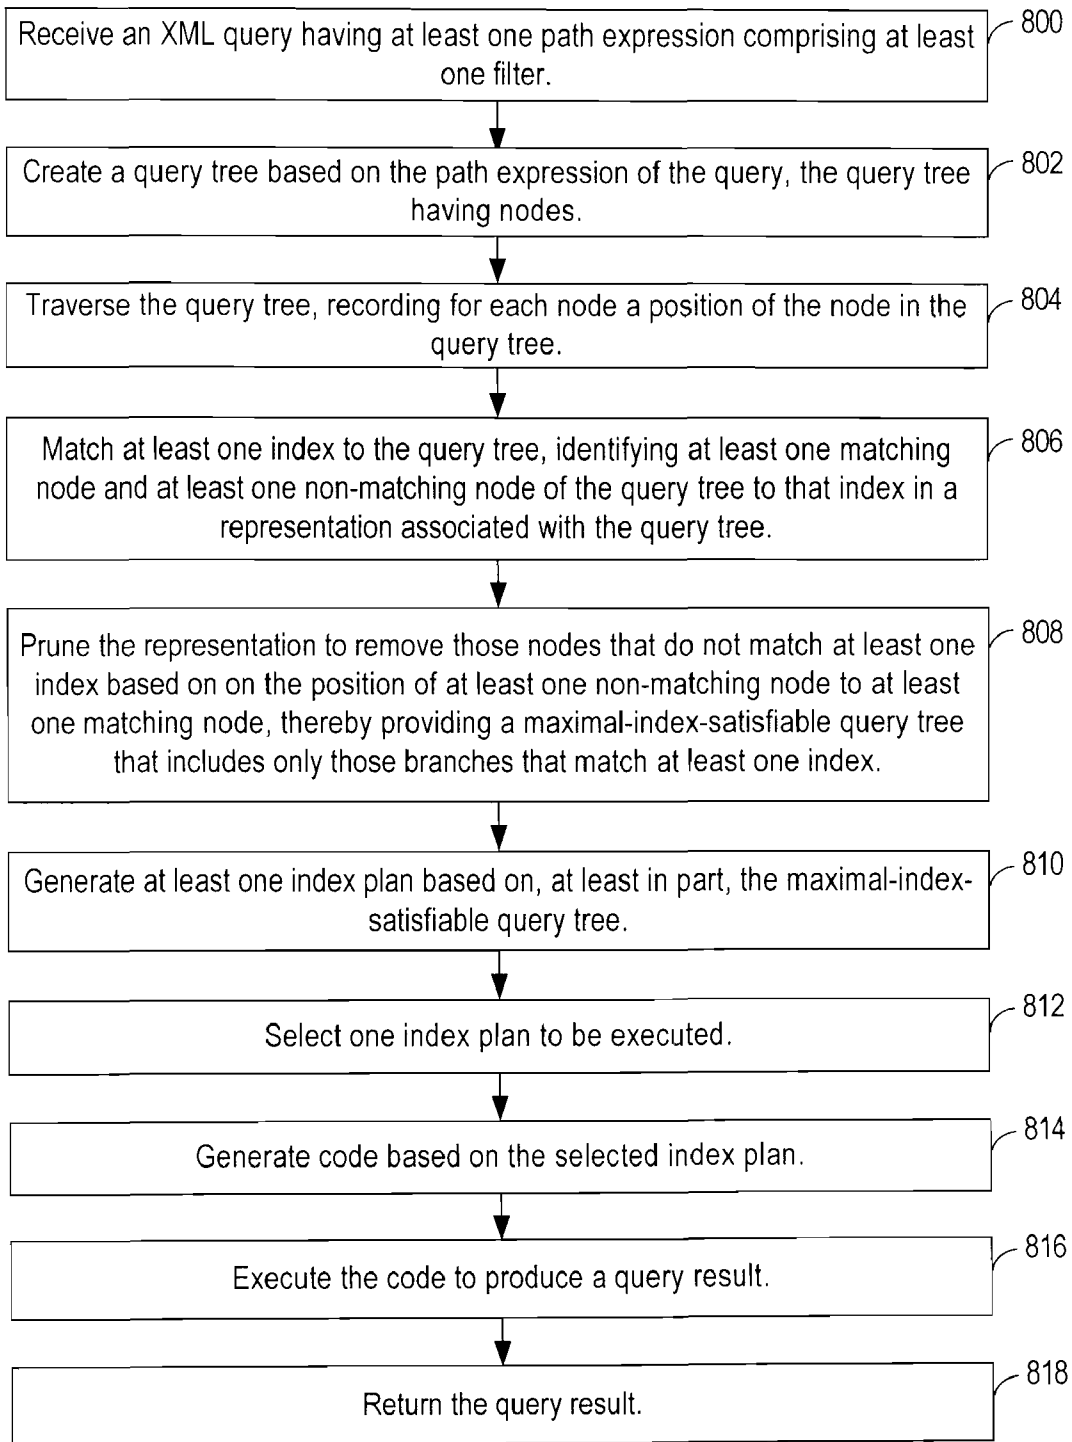 Receive an XML query having at least one path expression comprising at least
one filter.
800
Create a query tree based on the path expression of the query, the query tree
having nodes.
802
Traverse the query tree, recording for each node a position of the node in the
query tree.
804
Match at least one index to the query tree, identifying at least one matching
node and at least one non-matching node of the query tree to that index in a
representation associated with the query tree.
806
Prune the representation to remove those nodes that do not match at least one
index based on on the position of at least one non-matching node to at least
one matching node, thereby providing a maximal-index-satisfiable query tree
that includes only those branches that match at least one index.
808
Generate at least one index plan based on, at least in part, the maximal-index-
satisfiable query tree.
810
Select one index plan to be executed.
812
Generate code based on the selected index plan.
814
Execute the code to produce a query result.
816
Return the query result.
818